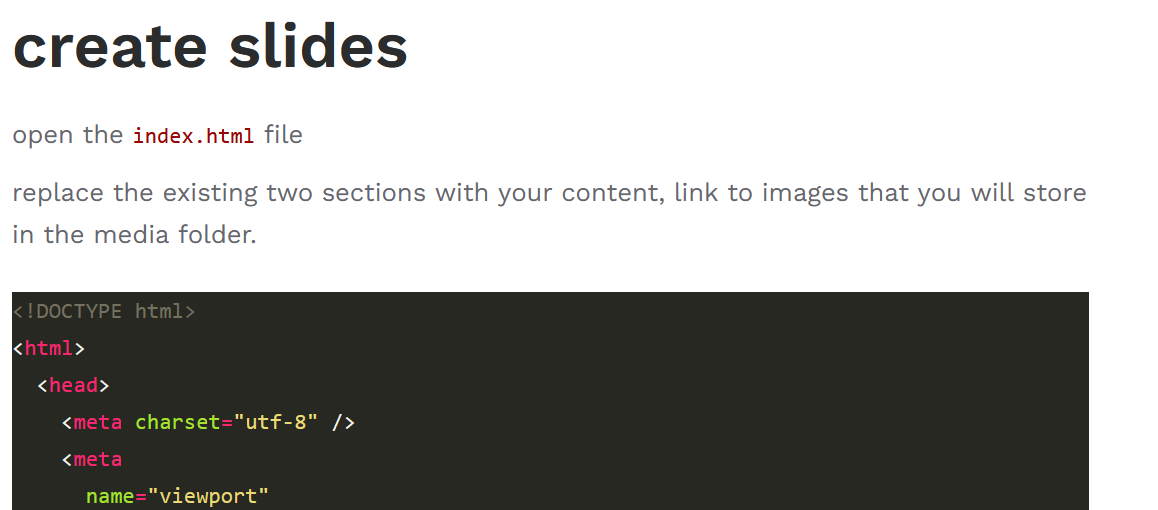 create slides
open the index.html file
replace the existing two sections with your content, link to images that you will store
in the media folder.
<!DOCTYPE html>
<html>
<head>
<meta charset="utf-8" />
<meta
name="viewport"